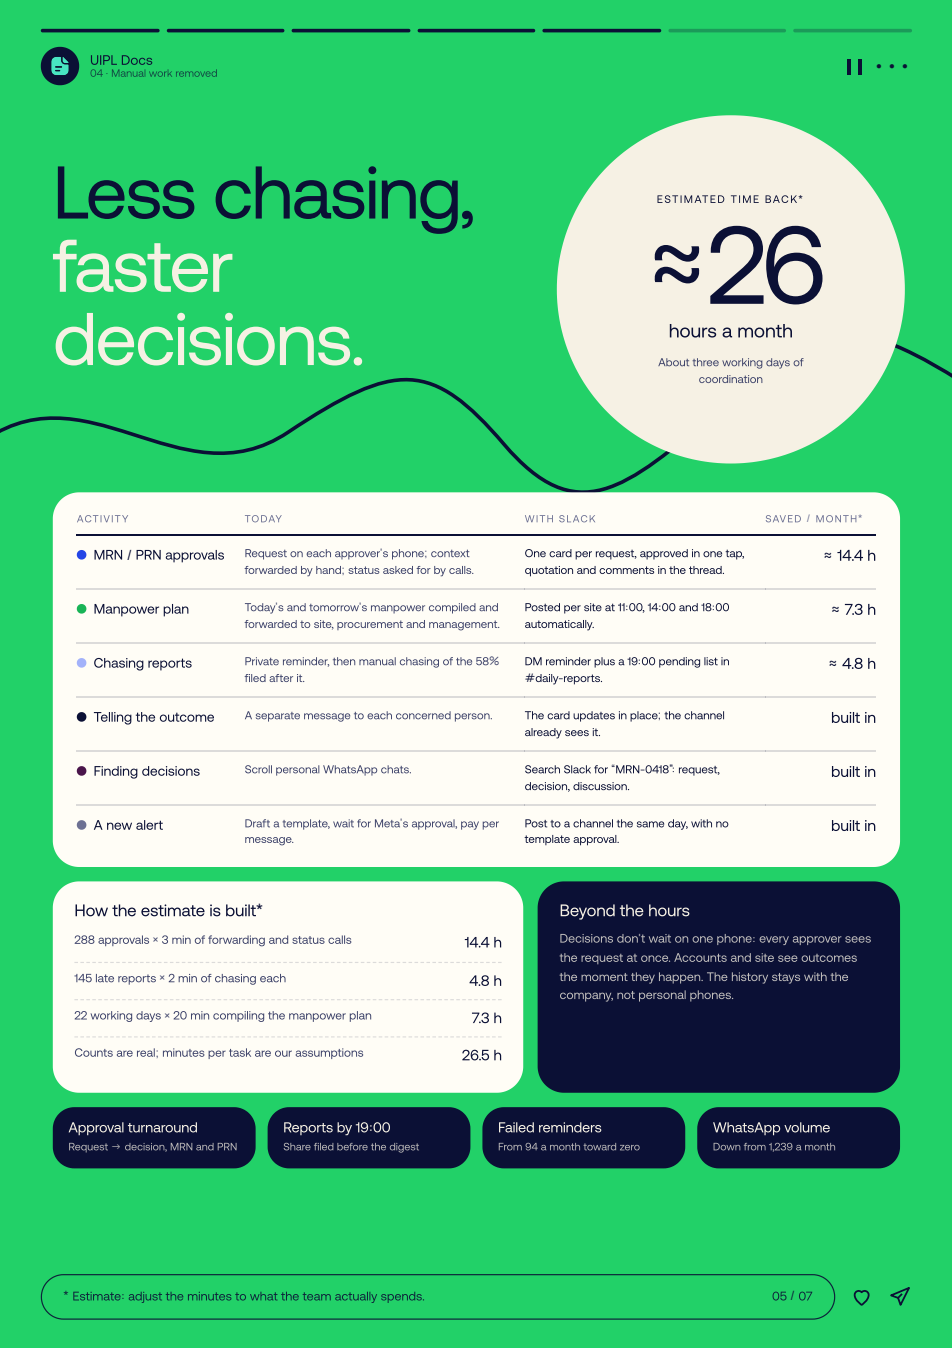 UIPL Docs
04 · Manual work removed
Less chasing,
faster
decisions.
ESTIMATED TIME BACK*
≈26
hours a month
About three working days of
coordination
ACTIVITY
TODAY
WITH SLACK
SAVED / MONTH*
MRN / PRN approvals
Request on each approver's phone; context
forwarded by hand; status asked for by calls.
One card per request, approved in one tap,
quotation and comments in the thread.
≈ 14.4 h
Manpower plan
Today's and tomorrow's manpower compiled and
forwarded to site, procurement and management.
Posted per site at 11:00, 14:00 and 18:00
automatically.
≈ 7.3 h
Chasing reports
Private reminder, then manual chasing of the 58%
filed after it.
DM reminder plus a 19:00 pending list in
#daily-reports.
≈ 4.8 h
Telling the outcome
A separate message to each concerned person.
The card updates in place; the channel
already sees it.
built in
Finding decisions
Scroll personal WhatsApp chats.
Search Slack for “MRN-0418”: request,
decision, discussion.
built in
A new alert
Draft a template, wait for Meta's approval, pay per
message.
Post to a channel the same day, with no
template approval.
built in
How the estimate is built*
288 approvals × 3 min of forwarding and status calls
14.4 h
145 late reports × 2 min of chasing each
4.8 h
22 working days × 20 min compiling the manpower plan
7.3 h
Counts are real; minutes per task are our assumptions
26.5 h
Beyond the hours
Decisions don't wait on one phone: every approver sees
the request at once. Accounts and site see outcomes
the moment they happen. The history stays with the
company, not personal phones.
Approval turnaround
Request → decision, MRN and PRN
Reports by 19:00
Share filed before the digest
Failed reminders
From 94 a month toward zero
WhatsApp volume
Down from 1,239 a month
* Estimate: adjust the minutes to what the team actually spends.
05 / 07